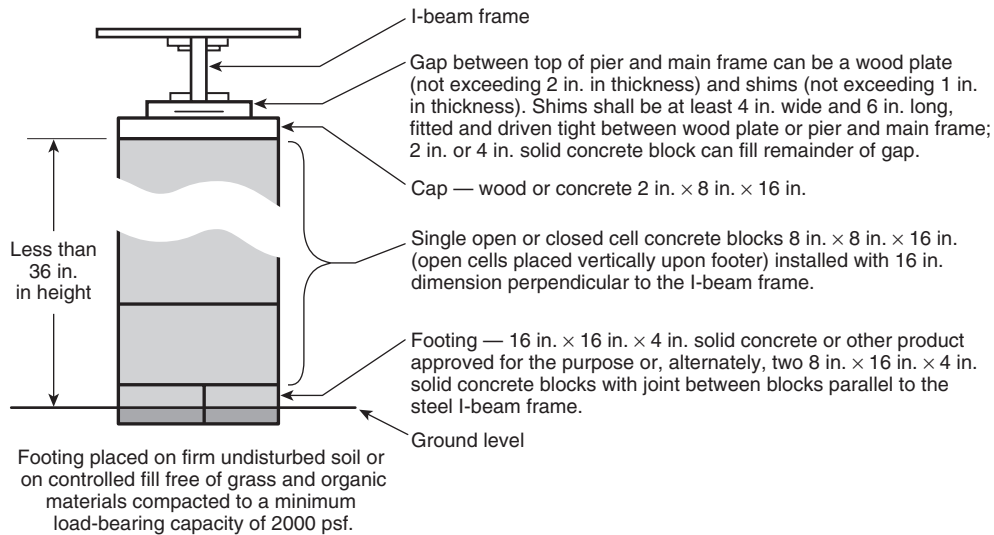 I-beam frame
Gap between top of pier and main frame can be a wood plate
(not exceeding 2 in. in thickness) and shims (not exceeding 1 in.
in thickness). Shims shall be at least 4 in. wide and 6 in. long,
fitted and driven tight between wood plate or pier and main frame;
2 in. or 4 in. solid concrete block can fill remainder of gap.
Cap — wood or concrete 2 in. × 8 in. × 16 in.
Single open or closed cell concrete blocks 8 in. × 8 in. × 16 in.
(open cells placed vertically upon footer) installed with 16 in.
dimension perpendicular to the I-beam frame.
Less than
36 in.
in height
Footing — 16 in. × 16 in. × 4 in. solid concrete or other product
approved for the purpose or, alternately, two 8 in. × 16 in. × 4 in.
solid concrete blocks with joint between blocks parallel to the
steel I-beam frame.
Ground level
Footing placed on firm undisturbed soil or
on controlled fill free of grass and organic
materials compacted to a minimum
load-bearing capacity of 2000 psf.